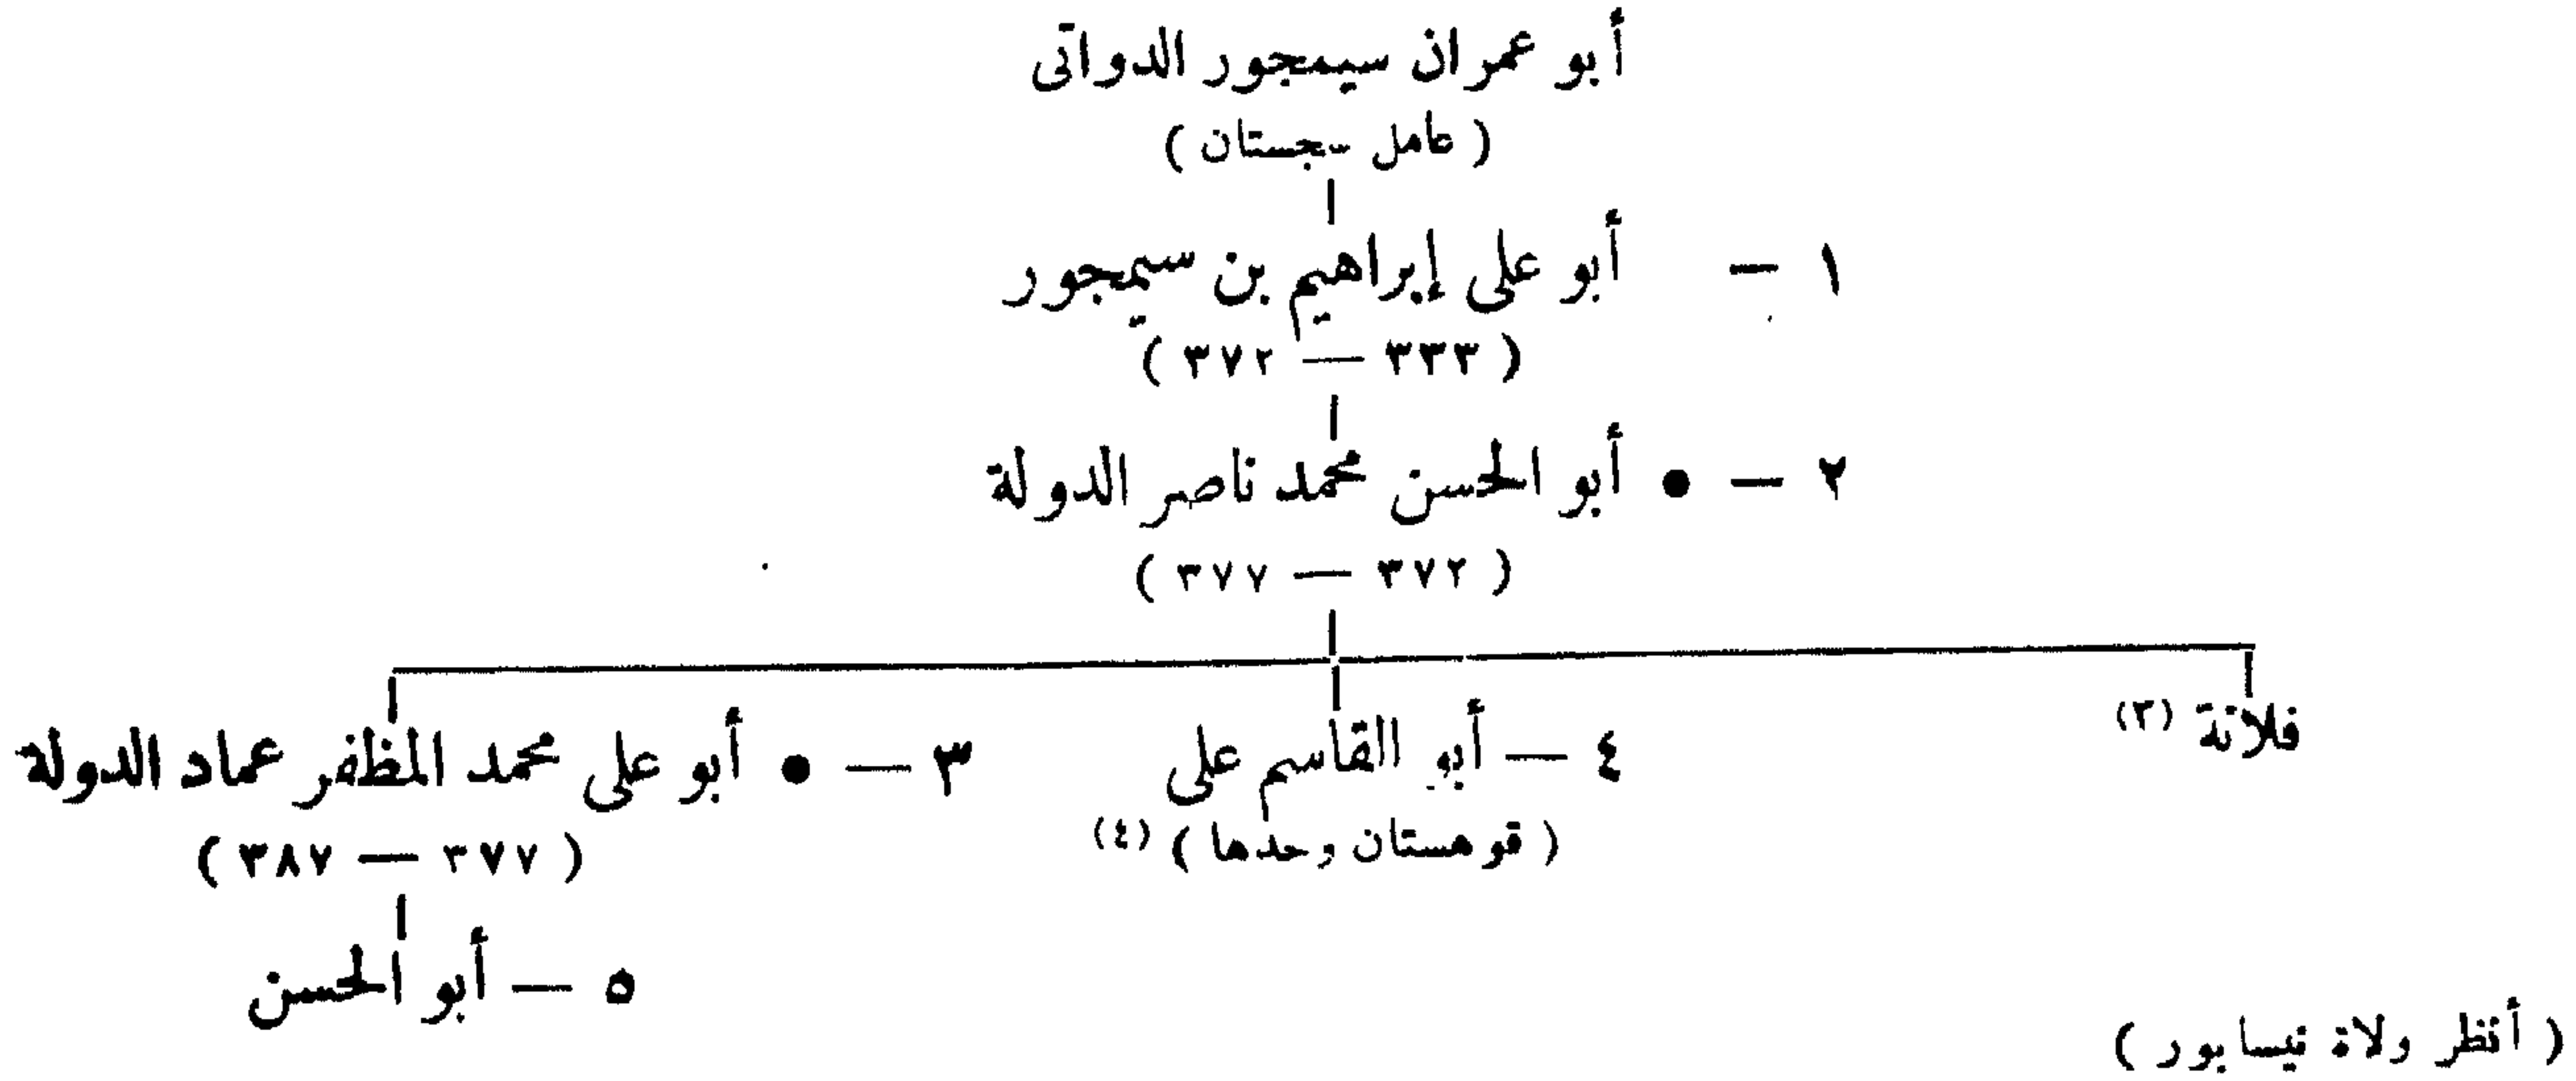 أبو عمران سيمجور الدواتى
( عامل سجستان )
١ - أبو على إبراهيم بن سيمجور
( ٣٣٣ — ٣٧٢ )
٢ — • أبو الحسن محمد ناصر الدولة
( ٣٧٢ — ٣٧٧ )
فلانة (٣)
٤ — أبو القاسم على
( قوهستان وحدها ) (٤)
٣ — • أبو على محمد المظفر عماد الدولة
( ٣٧٧ — ٣٨٧ )
٥ — أبو الحسن
( أنظر ولاة نيسابور )